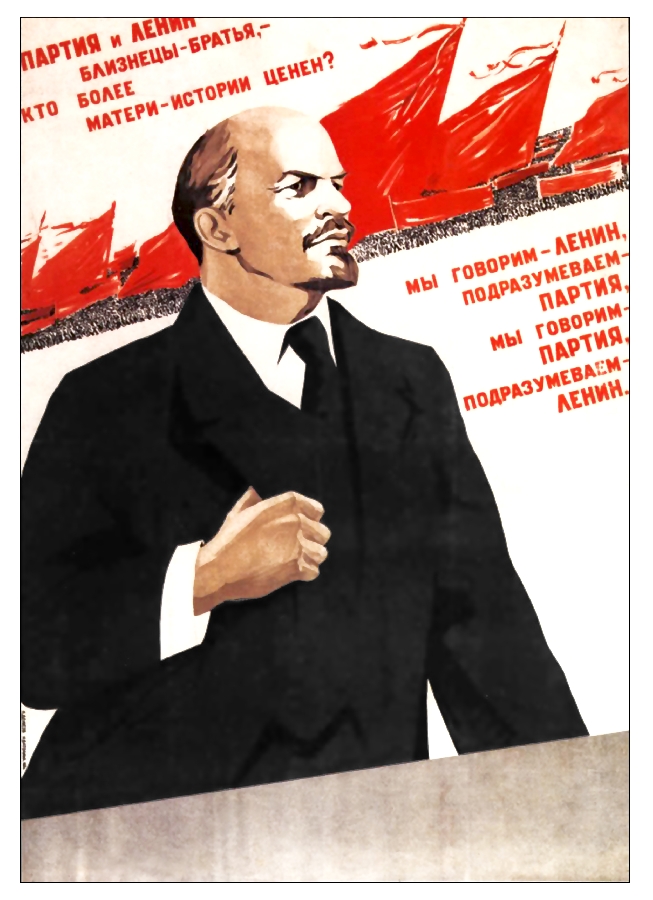 ПАРТИЯ и ЛЕНИН
БЛИЗНЕЦЫ-БРАТЬЯ,–
КТО БОЛЕЕ
МАТЕРИ-ИСТОРИИ ЦЕНЕН?
МЫ ГОВОРИМ–ЛЕНИН,
ПОДРАЗУМЕВАЕМ–
ПАРТИЯ,
МЫ ГОВОРИМ–
ПАРТИЯ,
ПОДРАЗУМЕВАЕМ–
ЛЕНИН.